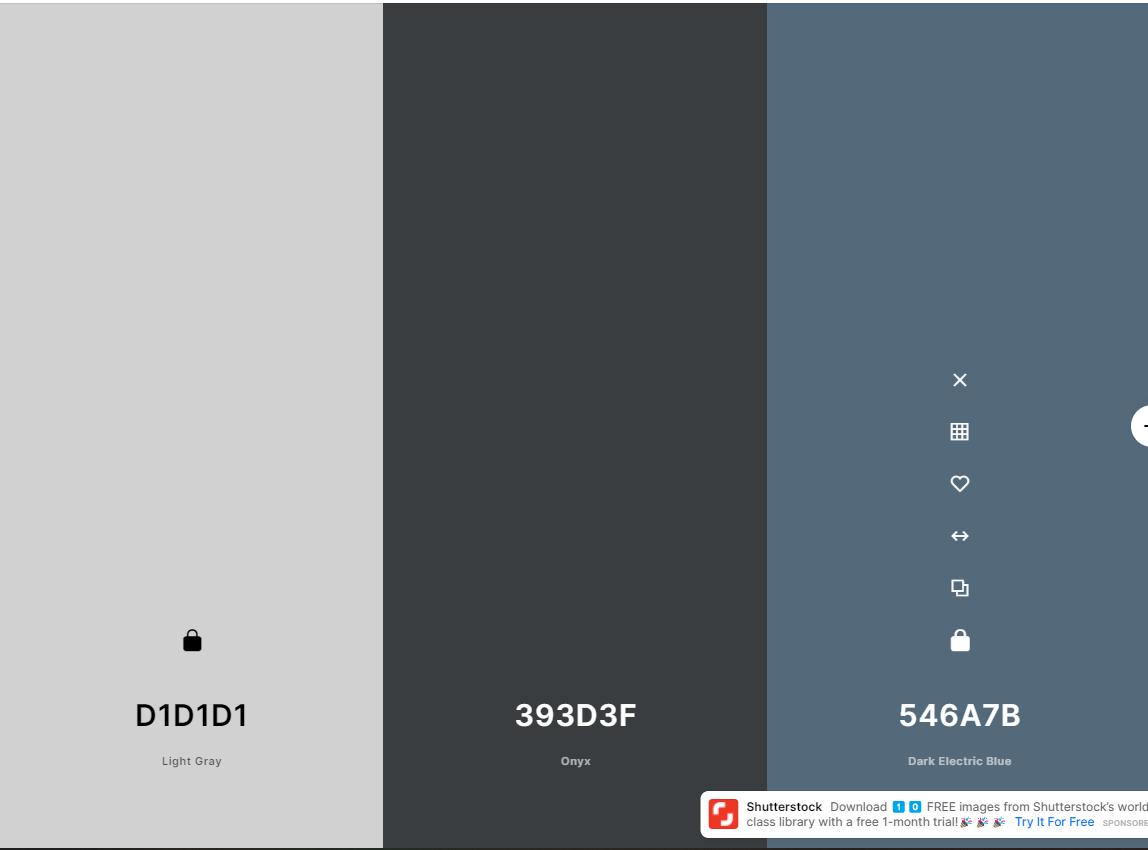 D1D1D1
Light Gray
393D3F
Onyx
546A7B
Dark Electric Blue
Shutterstock Download 1️⃣ 0️⃣ FREE images from Shutterstock's world
class library with a free 1-month trial!🎉 🎉 🎉 Try It For Free SPONSORE